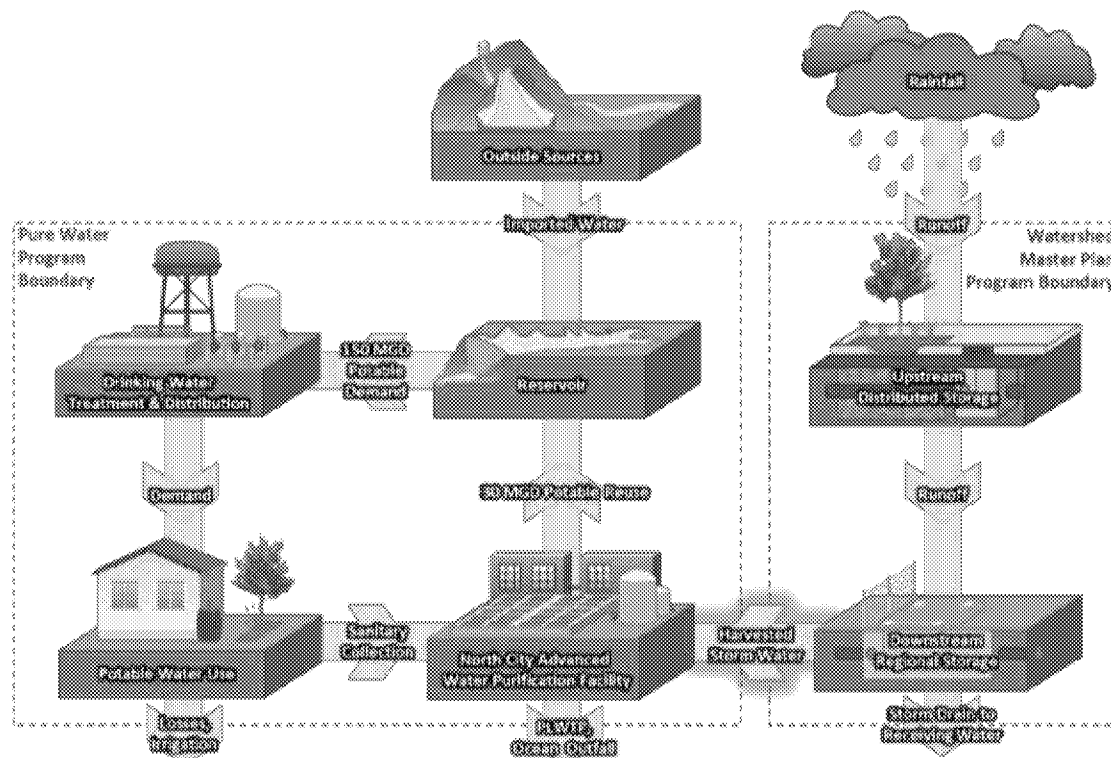 Rainfall
Outside Sources
Imported Water
Runoff
Pure Water
Program
Boundary
Watershed
Master Plan
Program Boundary
150 MGD
Potable
Demand
Drinking Water
Treatment & Distribution
Reservoir
Upstream
Distributed Storage
Demand
30 MGD Potable Reuse
Runoff
Sanitary
Collection
Harvested
Storm Water
Downstream
Regional Storage
Potable Water Use
North City Advanced
Water Purification Facility
Losses,
Irrigation
PLWTP,
Ocean Outfall
Storm Drain to
Receiving Water